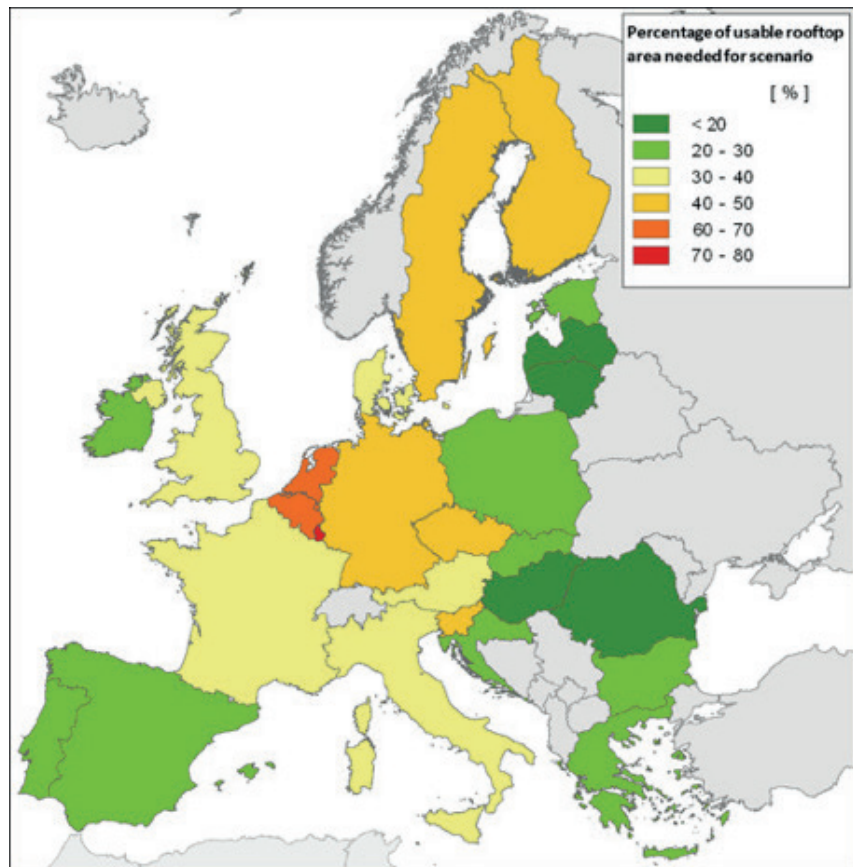 Percentage of usable rooftop
area needed for scenario
[ % ]
< 20
20 - 30
30 - 40
40 - 50
60 - 70
70 - 80